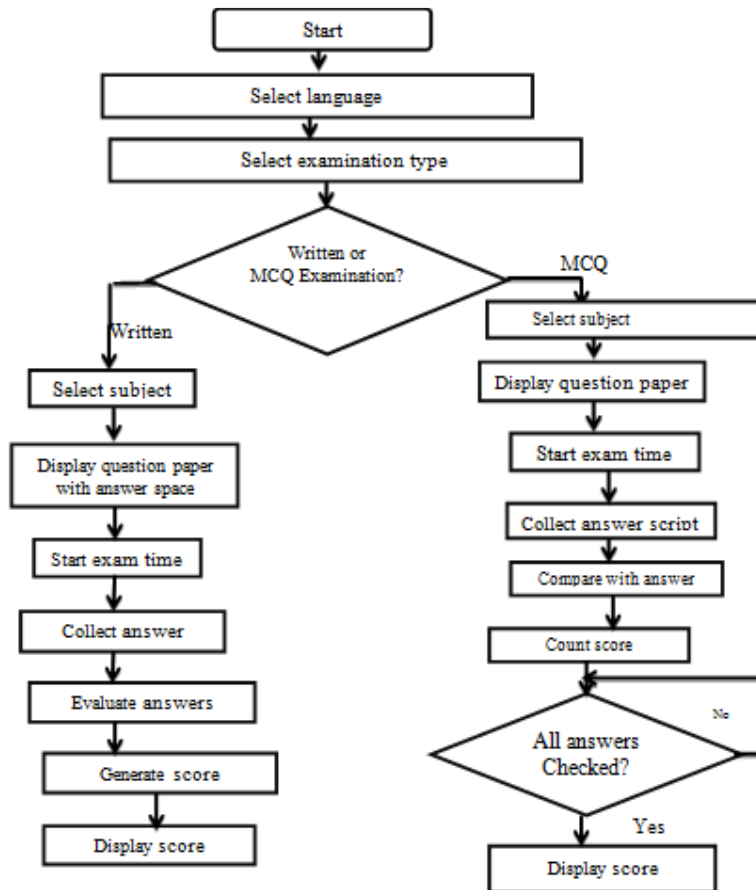 Start
Select language
Select examination type
Written or
MCQ Examination?
MCQ
Written
Select subject
Select subject
Display question paper
Display question paper
with answer space
Start exam time
Start exam time
Collect answer script
Compare with answer
Collect answer
Count score
Evaluate answers
No
All answers
Checked?
Generate score
Yes
Display score
Display score